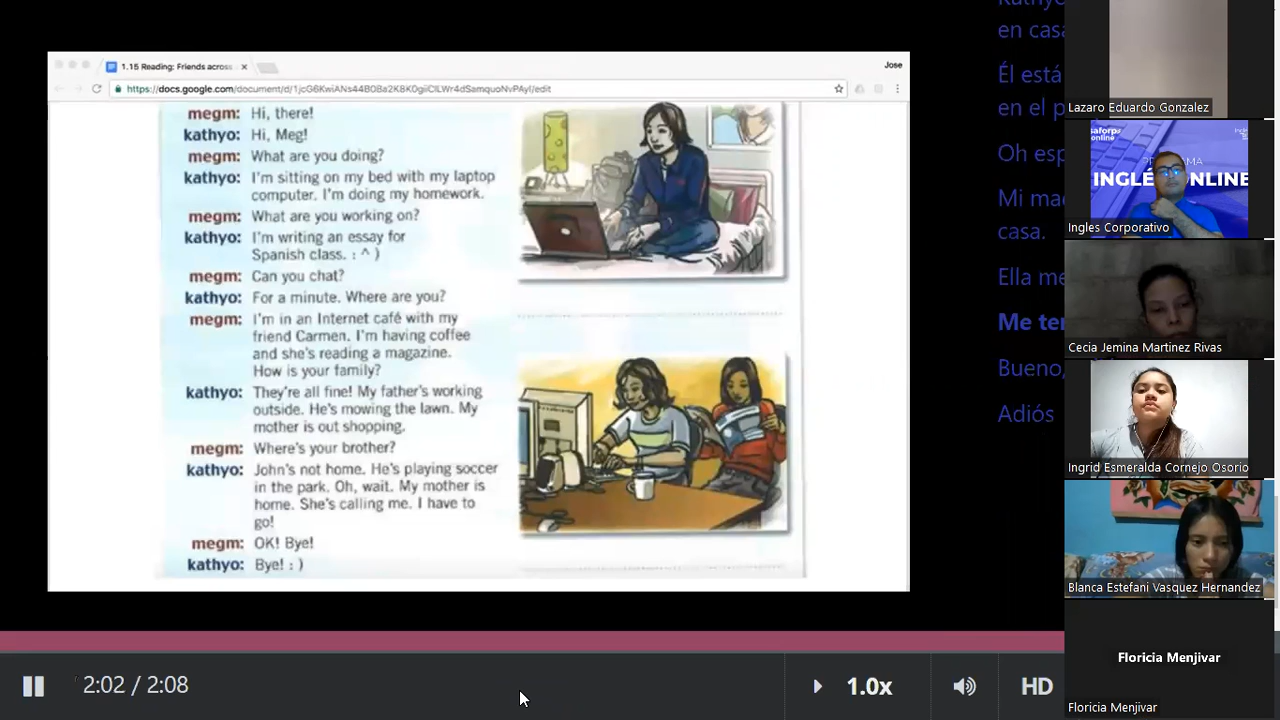 1.15 Reading: Friends across
Jose
https://docs.google.com/document/d/1jcG6KwiANs44B0Ba2K8K0giiClLWr4dSamquoNvPAyI/edit
megm: Hi, there!
kathyo: Hi, Meg!
megm: What are you doing?
kathyo: I'm sitting on my bed with my laptop
computer. I'm doing my homework.
megm: What are you working on?
kathyo: I'm writing an essay for
Spanish class. : ^ )
megm: Can you chat?
kathyo: For a minute. Where are you?
megm: I'm in an Internet café with my
friend Carmen. I'm having coffee
and she's reading a magazine.
How is your family?
kathyo: They're all fine! My father's working
outside. He's mowing the lawn. My
mother is out shopping.
megm: Where's your brother?
kathyo: John's not home. He's playing soccer
in the park. Oh, wait. My mother is
home. She's calling me. I have to
go!
megm: OK! Bye!
kathyo: Bye! : )
en casa
Él está
en el p
Oh esp
Mi mad
casa.
Ella me
Me ten
Bueno,
Adiós
Lazaro Eduardo Gonzalez
INGLÉ ONLINE
Ingles Corporativo
Cecia Jemina Martinez Rivas
Ingrid Esmeralda Cornejo Osorio
Blanca Estefani Vasquez Hernandez
Floricia Menjivar
Floricia Menjivar
2:02 / 2:08
1.0x
HD